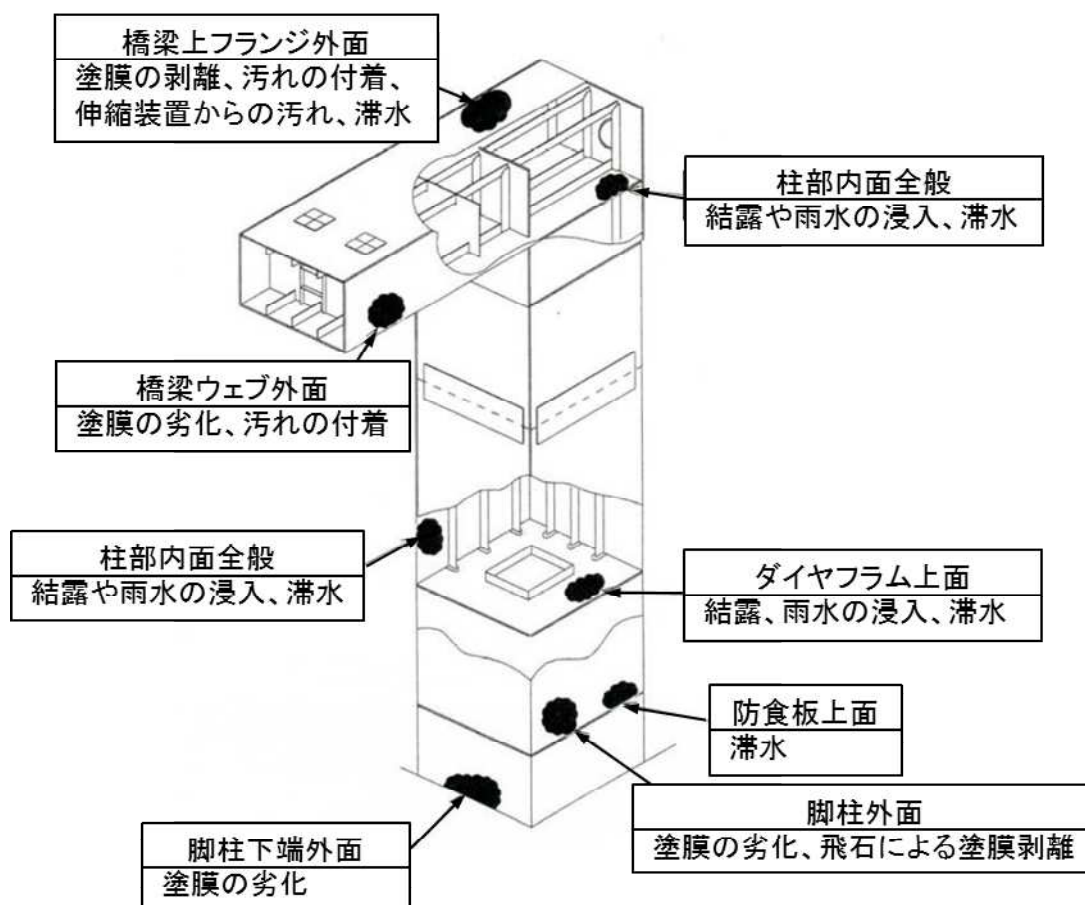 橋梁上フランジ外面
塗膜の剥離、汚れの付着、
伸縮装置からの汚れ、滞水
柱部内面全般
結露や雨水の浸入、滞水
橋梁ウェブ外面
塗膜の劣化、汚れの付着
柱部内面全般
結露や雨水の浸入、滞水
ダイヤフラム上面
結露、雨水の浸入、滞水
防食板上面
滞水
脚柱外面
塗膜の劣化、飛石による塗膜剥離
脚柱下端外面
塗膜の劣化